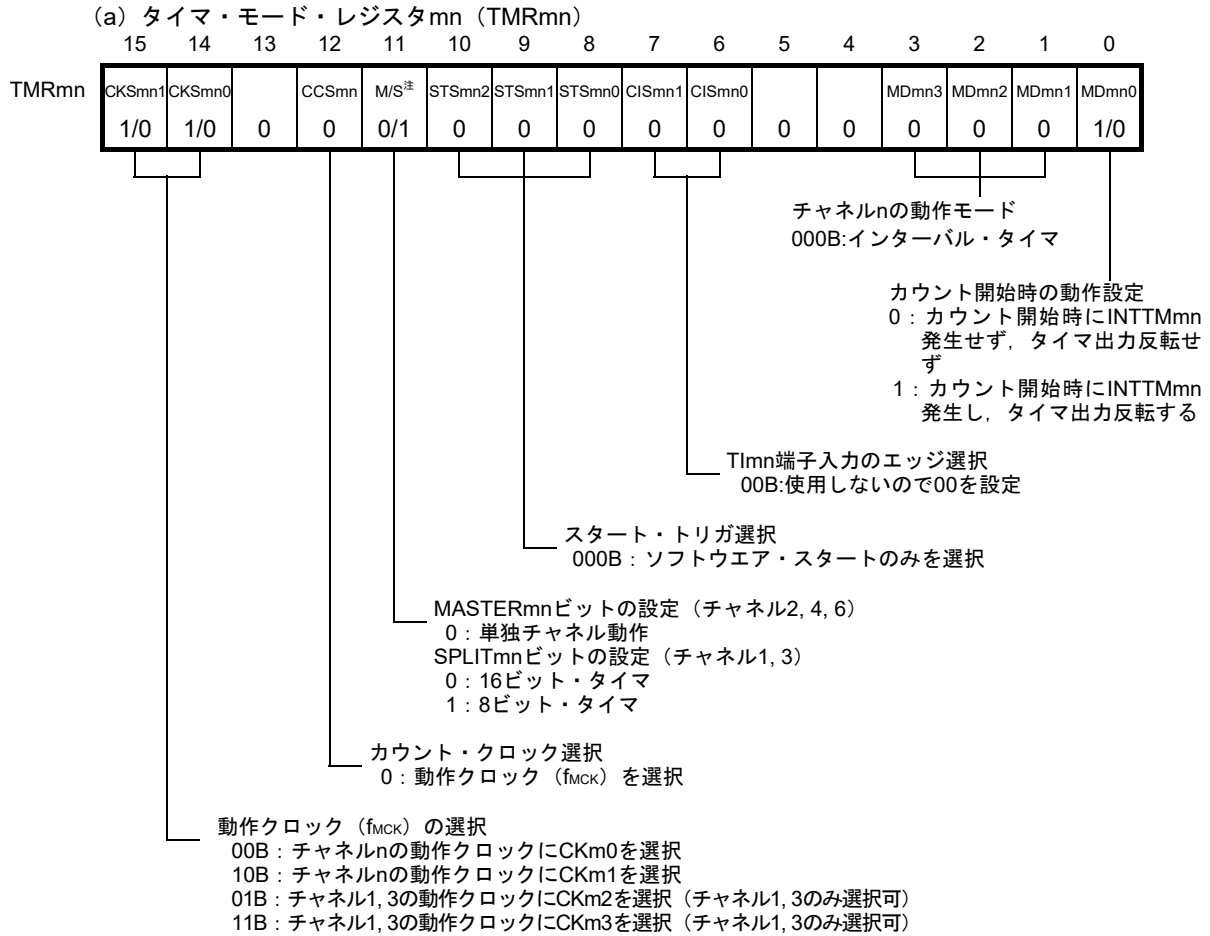 (a) タイマ・モード・レジスタmn（TMRmn）
15 14 13 12 11 10 9 8 7 6 5 4 3 2 1 0
TMRmn CKSmn1 CKSmn0 CCSmn M/S注 STSmn2 STSmn1 STSmn0 CISmn1 CISmn0 MDmn3 MDmn2 MDmn1 MDmn0
1/0 1/0 0 0 0/1 0 0 0 0 0 0 0 0 0 0 1/0
チャネルnの動作モード
000B:インターバル・タイマ
カウント開始時の動作設定
0：カウント開始時にINTTMmn
発生せず，タイマ出力反転せ
ず
1：カウント開始時にINTTMmn
発生し，タイマ出力反転する
TImn端子入力のエッジ選択
00B:使用しないので00を設定
スタート・トリガ選択
000B：ソフトウエア・スタートのみを選択
MASTERmnビットの設定（チャネル2, 4, 6）
0：単独チャネル動作
SPLITmnビットの設定（チャネル1, 3）
0：16ビット・タイマ
1：8ビット・タイマ
カウント・クロック選択
0：動作クロック（fMCK）を選択
動作クロック（fMCK）の選択
00B：チャネルnの動作クロックにCKm0を選択
10B：チャネルnの動作クロックにCKm1を選択
01B：チャネル1, 3の動作クロックにCKm2を選択（チャネル1, 3のみ選択可）
11B：チャネル1, 3の動作クロックにCKm3を選択（チャネル1, 3のみ選択可）